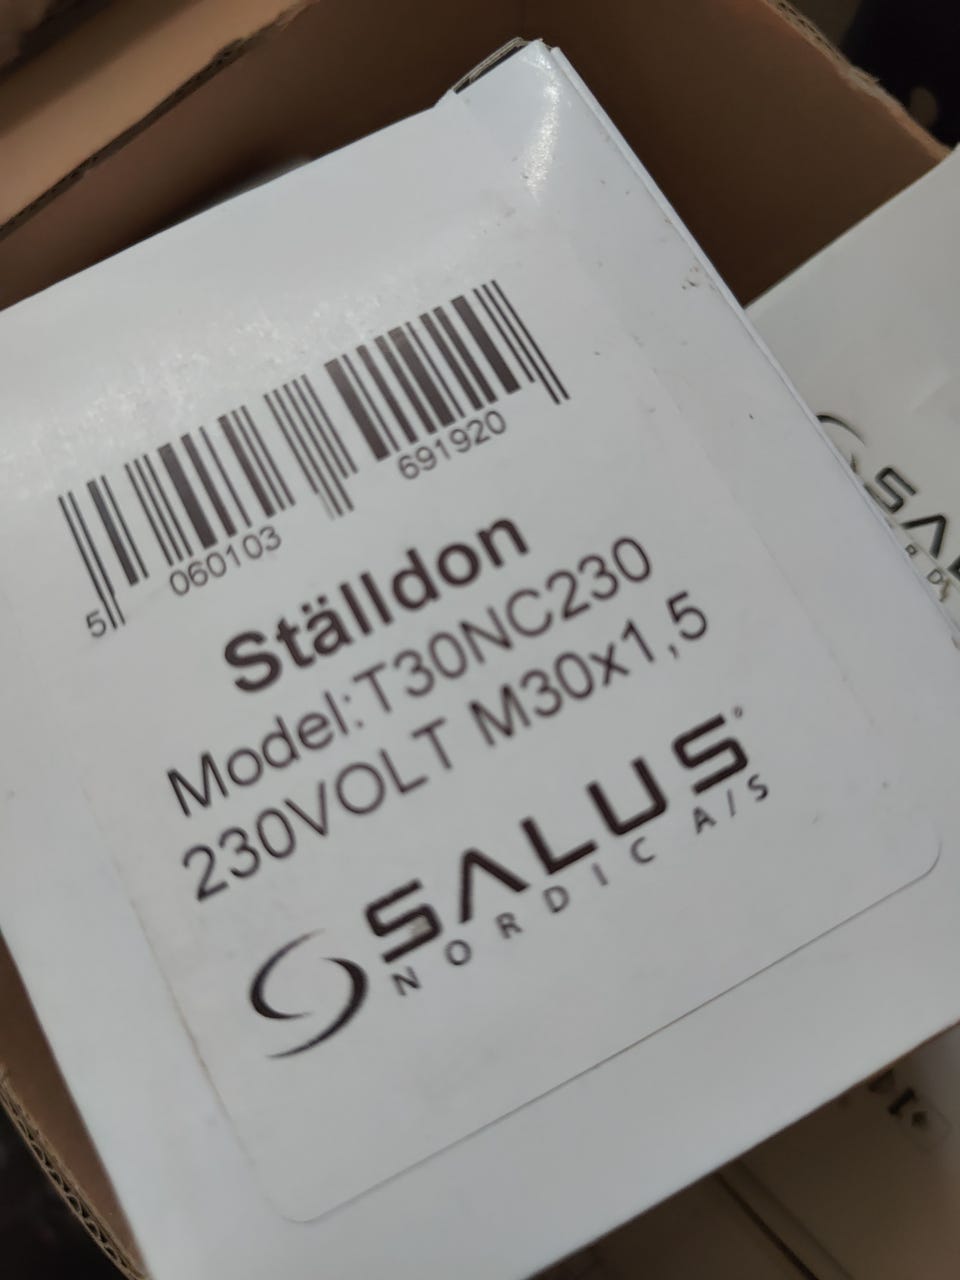 5 060103 691920
Ställdon
Model:T30NC230
230VOLT M30x1,5
SALUS®
NORDIC A/S